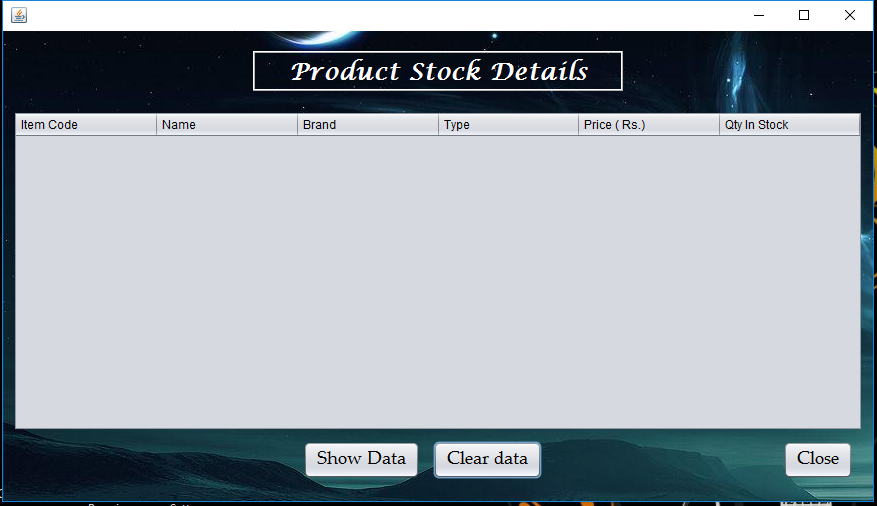 Product Stock Details
Item Code Name Brand Type Price ( Rs.) Qty In Stock
Show Data Clear data Close